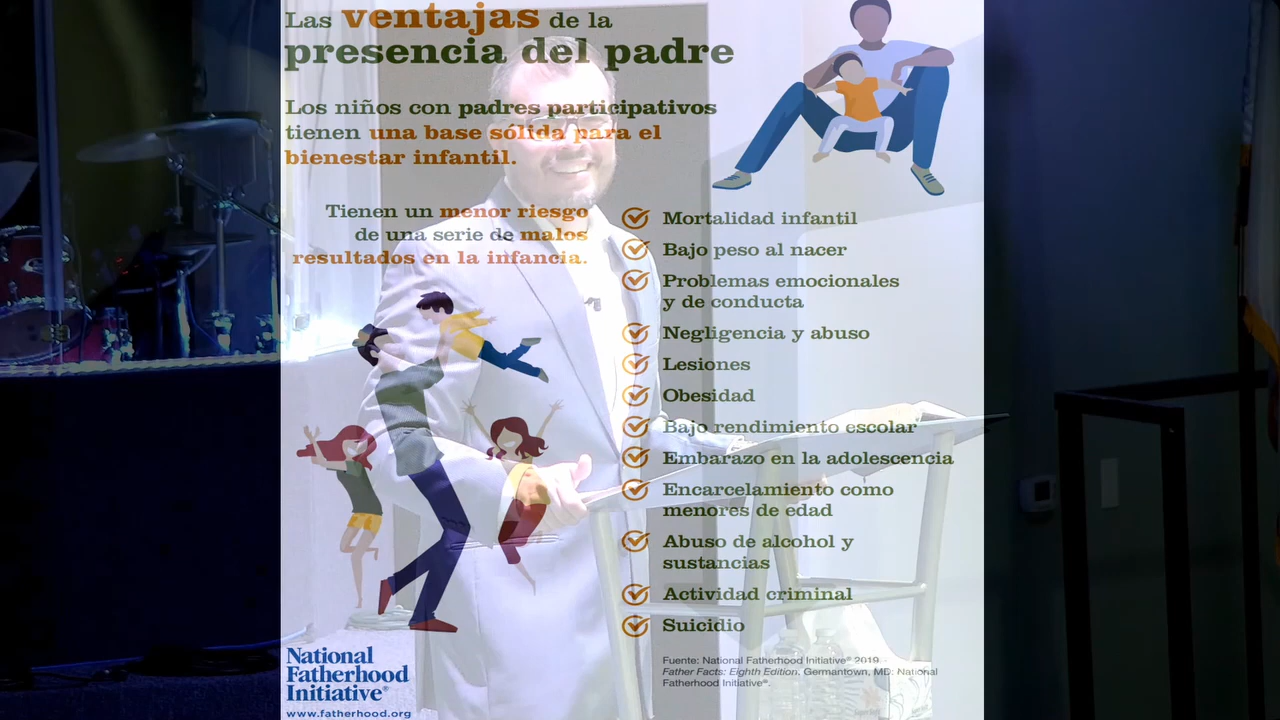 Las ventajas de la
presencia del padre
Los niños con padres participativos
tienen una base sólida para el
bienestar infantil.
Tienen un menor riesgo
de una serie de malos
resultados en la infancia.
Mortalidad infantil
Bajo peso al nacer
Problemas emocionales
y de conducta
Negligencia y abuso
Lesiones
Obesidad
Bajo rendimiento escolar
Embarazo en la adolescencia
Encarcelamiento como
menores de edad
Abuso de alcohol y
sustancias
Actividad criminal
Suicidio
National
Fatherhood
Initiative®
www.fatherhood.org
Fuente: National Fatherhood Initiative® 2019.
Father Facts: Eighth Edition. Germantown, MD: National
Fatherhood Initiative®.